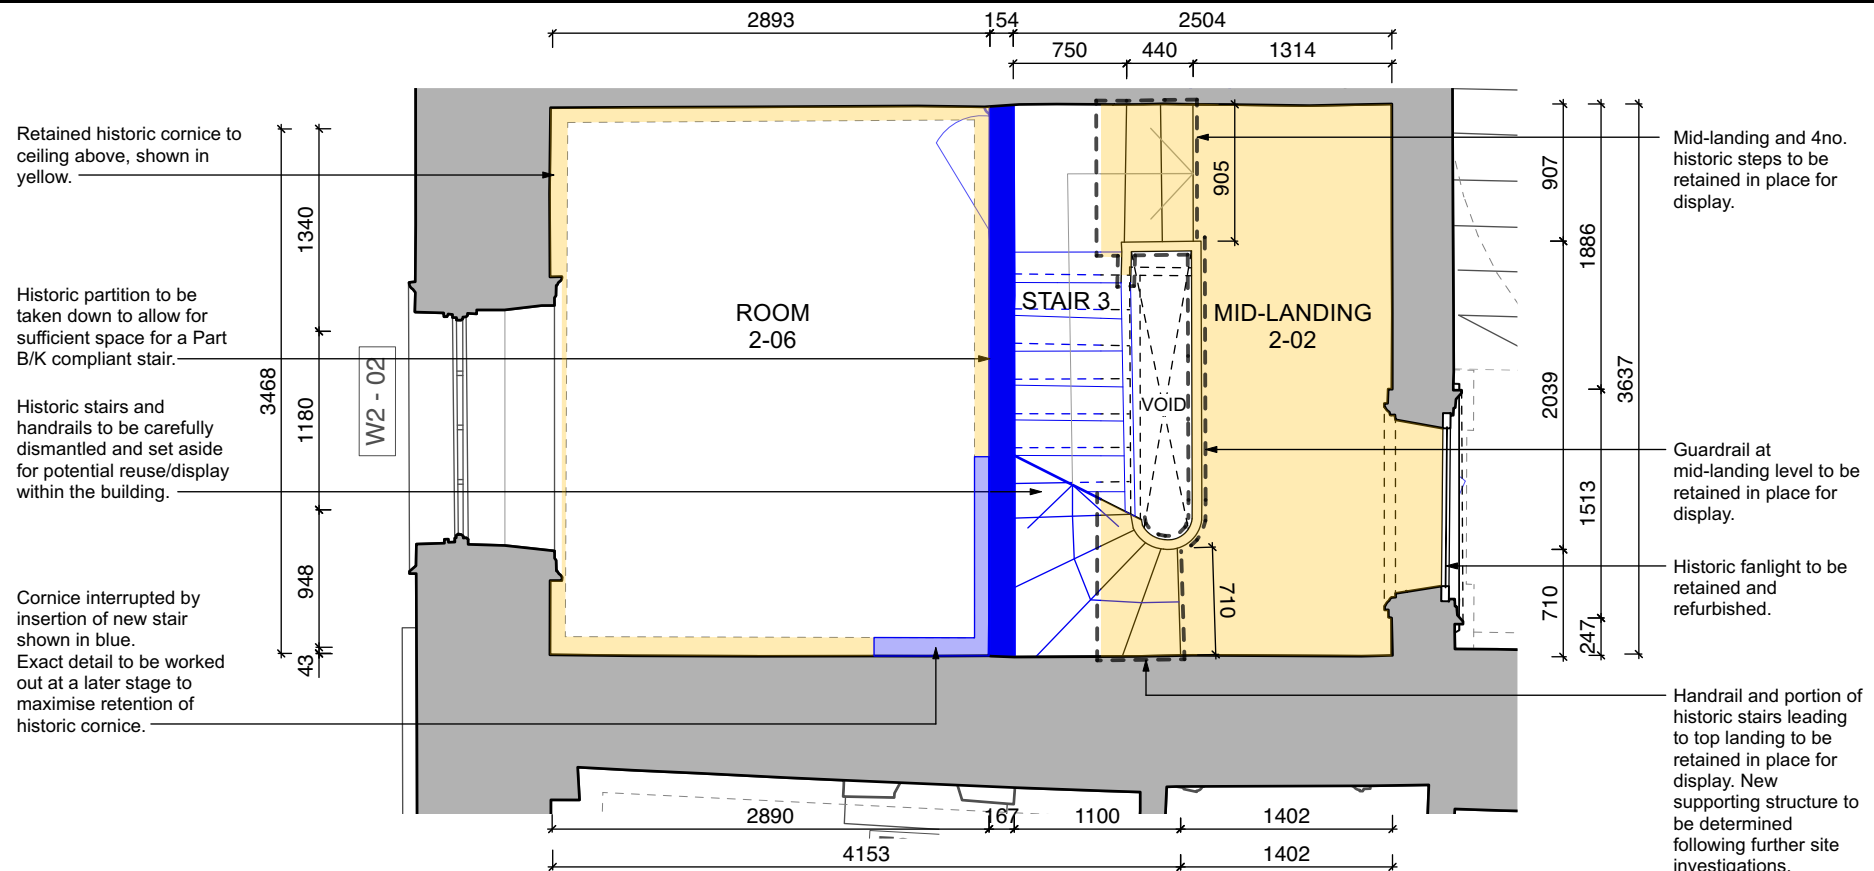 2893
154
2504
750
440
1314
Retained historic cornice to
ceiling above, shown in
yellow.
Historic partition to be
taken down to allow for
sufficient space for a Part
B/K compliant stair.
Historic stairs and
handrails to be carefully
dismantled and set aside
for potential reuse/display
within the building.
Cornice interrupted by
insertion of new stair
shown in blue.
Exact detail to be worked
out at a later stage to
maximise retention of
historic cornice.
3468
1340
1180
948
43
W2 - 02
ROOM
2-06
STAIR 3
VOID
MID-LANDING
2-02
905
710
907
2039
710
1886
1513
247
3637
Mid-landing and 4no.
historic steps to be
retained in place for
display.
Guardrail at
mid-landing level to be
retained in place for
display.
Historic fanlight to be
retained and
refurbished.
Handrail and portion of
historic stairs leading
to top landing to be
retained in place for
display. New
supporting structure to
be determined
following further site
investigations.
2890
167
1100
1402
4153
1402